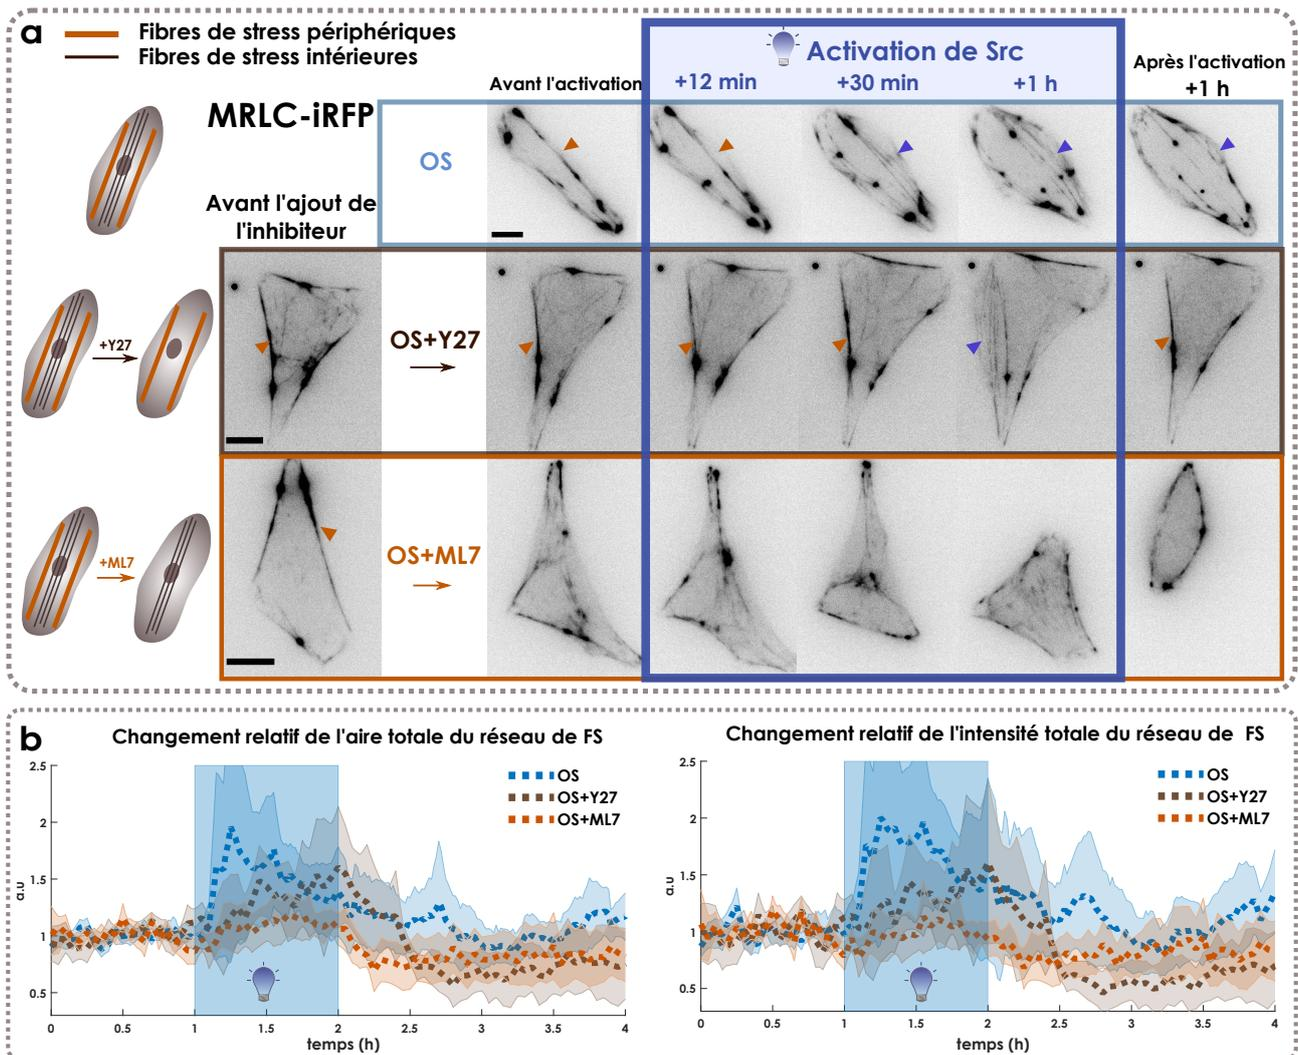 a
Fibres de stress périphériques
Fibres de stress intérieures
Activation de Src
Avant l'activation
+12 min
+30 min
+1 h
Après l'activation
+1 h
MRLC-iRFP
OS
Avant l'ajout de
l'inhibiteur
+Y27
OS+Y27
+ML7
OS+ML7
b
Changement relatif de l'aire totale du réseau de FS
2.5
2
1.5
1
0.5
a.u
0
0.5
1
1.5
2
2.5
3
3.5
4
temps (h)
OS
OS+Y27
OS+ML7
Changement relatif de l'intensité totale du réseau de FS
2.5
2
1.5
1
0.5
a.u
0
0.5
1
1.5
2
2.5
3
3.5
4
temps (h)
OS
OS+Y27
OS+ML7